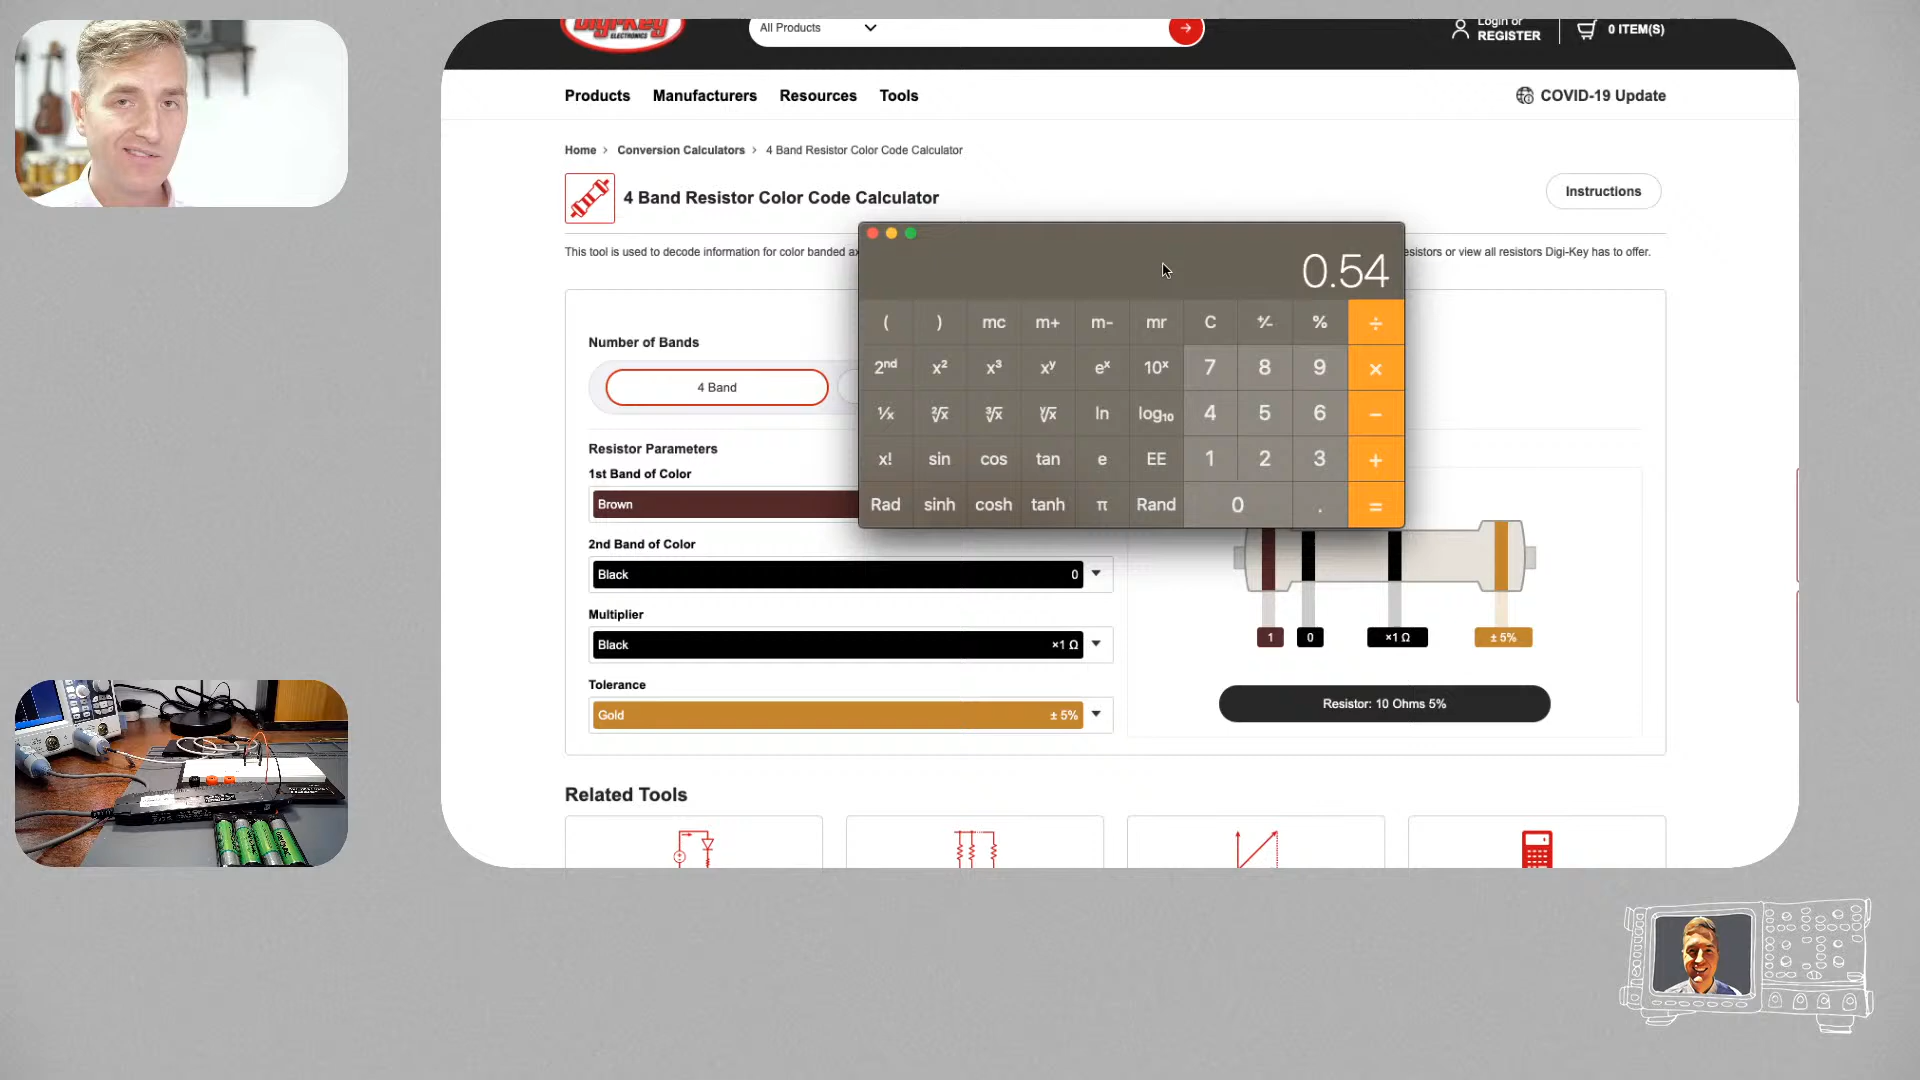 Digi-Key
ELECTRONICS
All Products
Login or
REGISTER
0 ITEM(S)
Products Manufacturers Resources Tools
COVID-19 Update
Home > Conversion Calculators > 4 Band Resistor Color Code Calculator
4 Band Resistor Color Code Calculator
Instructions
This tool is used to decode information for color banded
esistors or view all resistors Digi-Key has to offer.
0.54
( ) mc m+ m- mr C +/- % ÷
2nd x² x³ xʸ eˣ 10ˣ 7 8 9 ×
1/x ²√x ³√x ʸ√x ln log₁₀ 4 5 6 −
x! sin cos tan e EE 1 2 3 +
Rad sinh cosh tanh π Rand 0 . =
Number of Bands
4 Band
Resistor Parameters
1st Band of Color
Brown
2nd Band of Color
Black 0
Multiplier
Black ×1 Ω
Tolerance
Gold ± 5%
1 0 ×1 Ω ± 5%
Resistor: 10 Ohms 5%
Related Tools